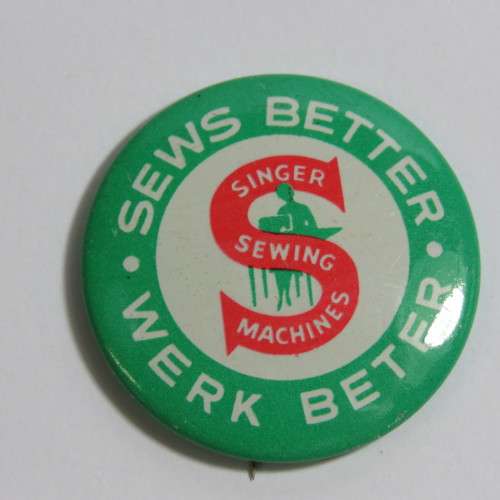 SEWS BETTER
SINGER
SEWING
MACHINES
WERK BETER